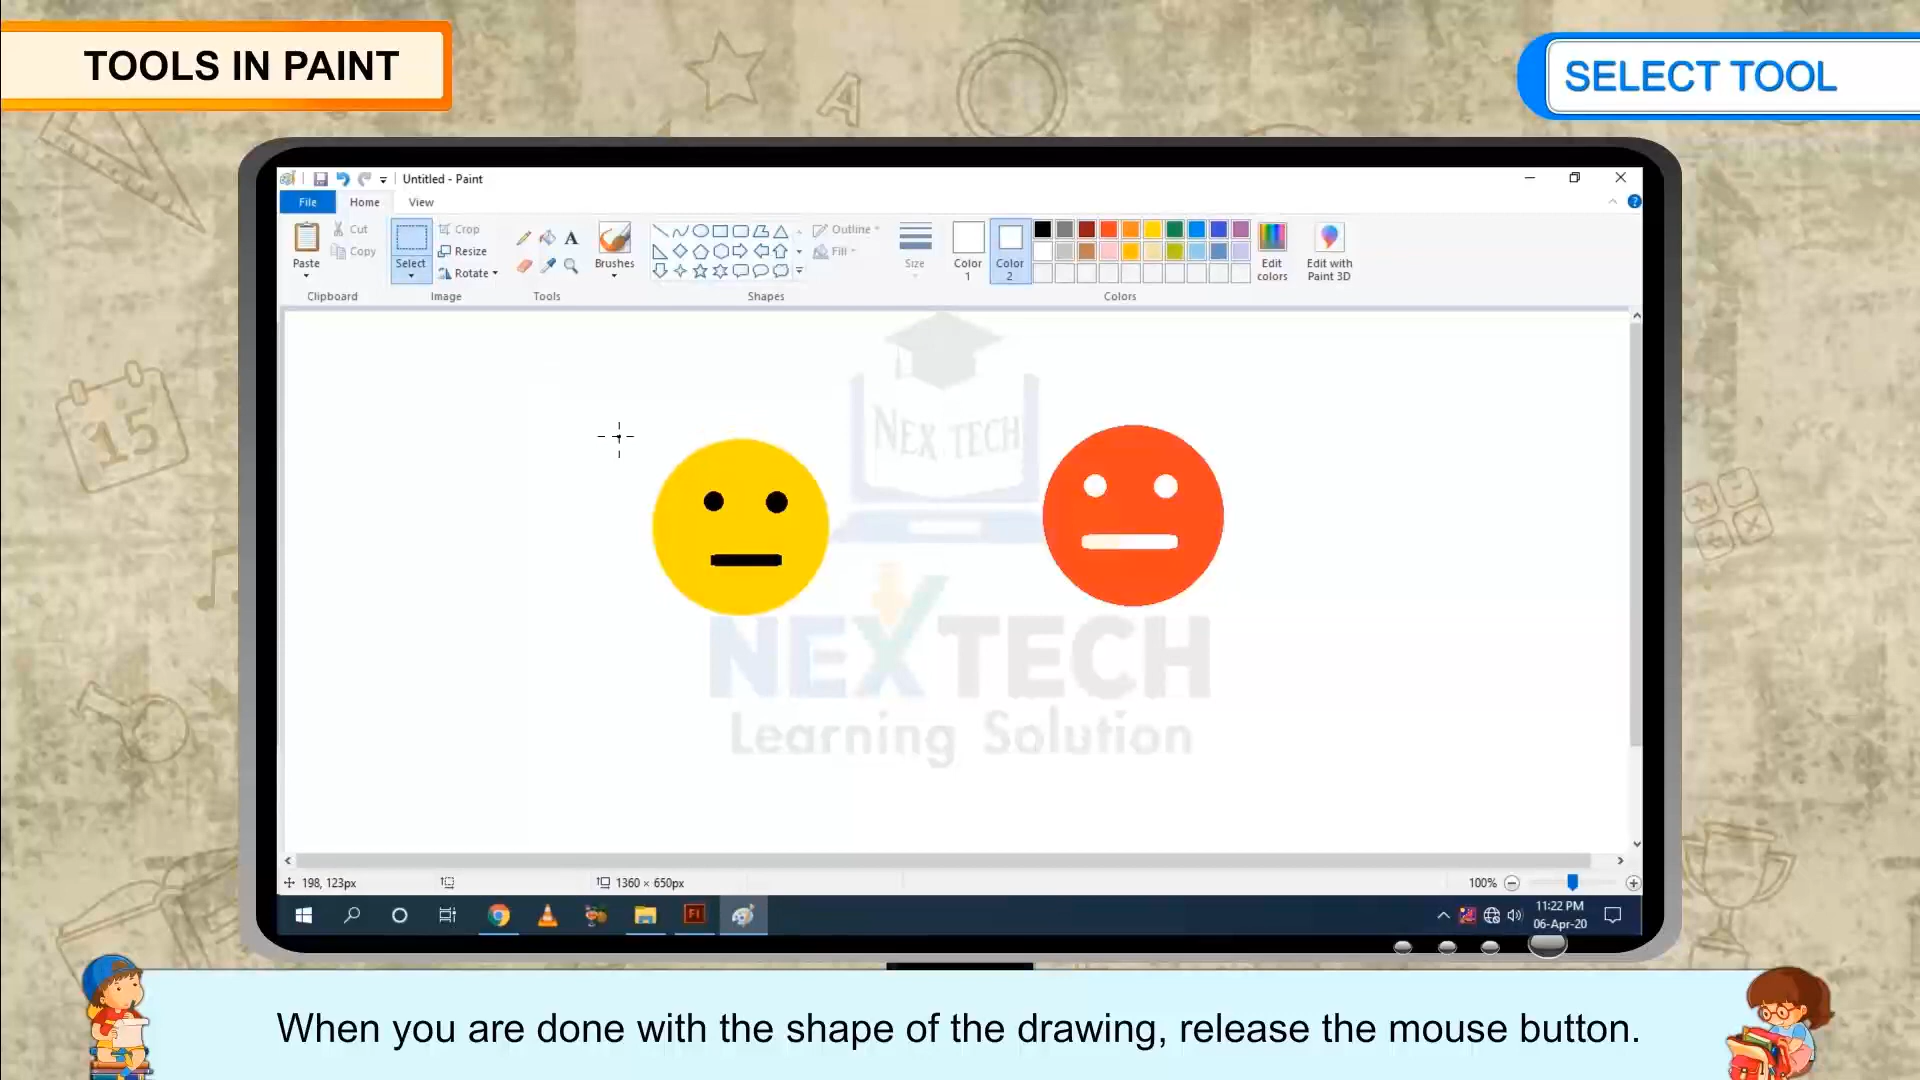 TOOLS IN PAINT
SELECT TOOL
Untitled - Paint
File Home View
Paste
Cut
Copy
Clipboard
Select
Crop
Resize
Rotate
Image
A
Tools
Brushes
Outline
Fill
Shapes
Size
Color
1
Color
2
Edit
colors
Edit with
Paint 3D
Colors
NEX TECH
NEXTECH
Learning Solution
15
A
198, 123px
1360 × 650px
100%
Fl
11:22 PM
06-Apr-20
When you are done with the shape of the drawing, release the mouse button.